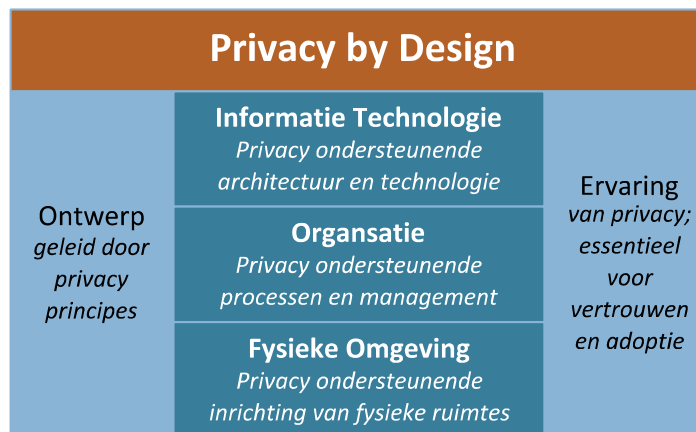 Privacy by Design
Ontwerp
geleid door
privacy
principes
Informatie Technologie
Privacy ondersteunende
architectuur en technologie
Organsatie
Privacy ondersteunende
processen en management
Fysieke Omgeving
Privacy ondersteunende
inrichting van fysieke ruimtes
Ervaring
van privacy;
essentieel
voor
vertrouwen
en adoptie